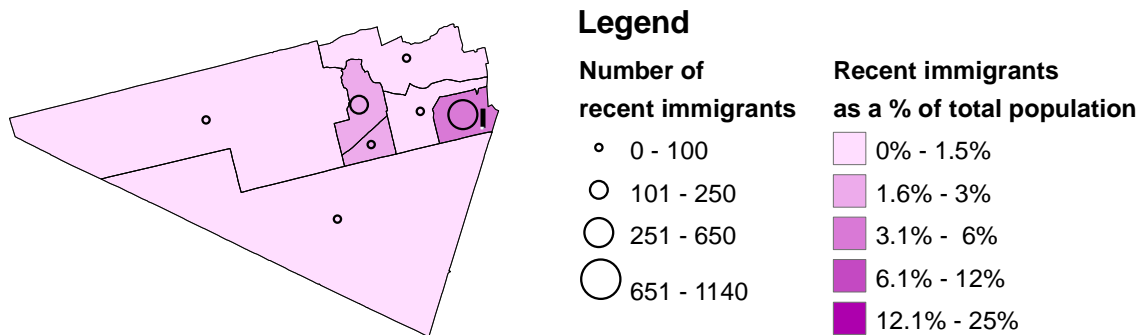 Legend
Number of
recent immigrants
0 - 100
101 - 250
251 - 650
651 - 1140
Recent immigrants
as a % of total population
0% - 1.5%
1.6% - 3%
3.1% - 6%
6.1% - 12%
12.1% - 25%